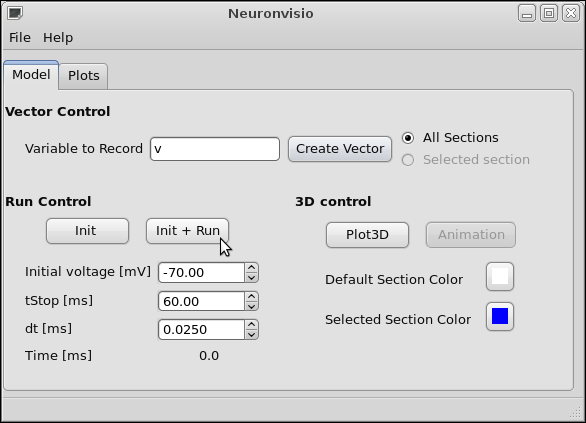 Neuronvisio
File Help
Model Plots
Vector Control
Variable to Record v Create Vector All Sections
Selected section
Run Control 3D control
Init Init + Run Plot3D Animation
Initial voltage [mV] -70.00 Default Section Color
tStop [ms] 60.00
dt [ms] 0.0250 Selected Section Color
Time [ms] 0.0